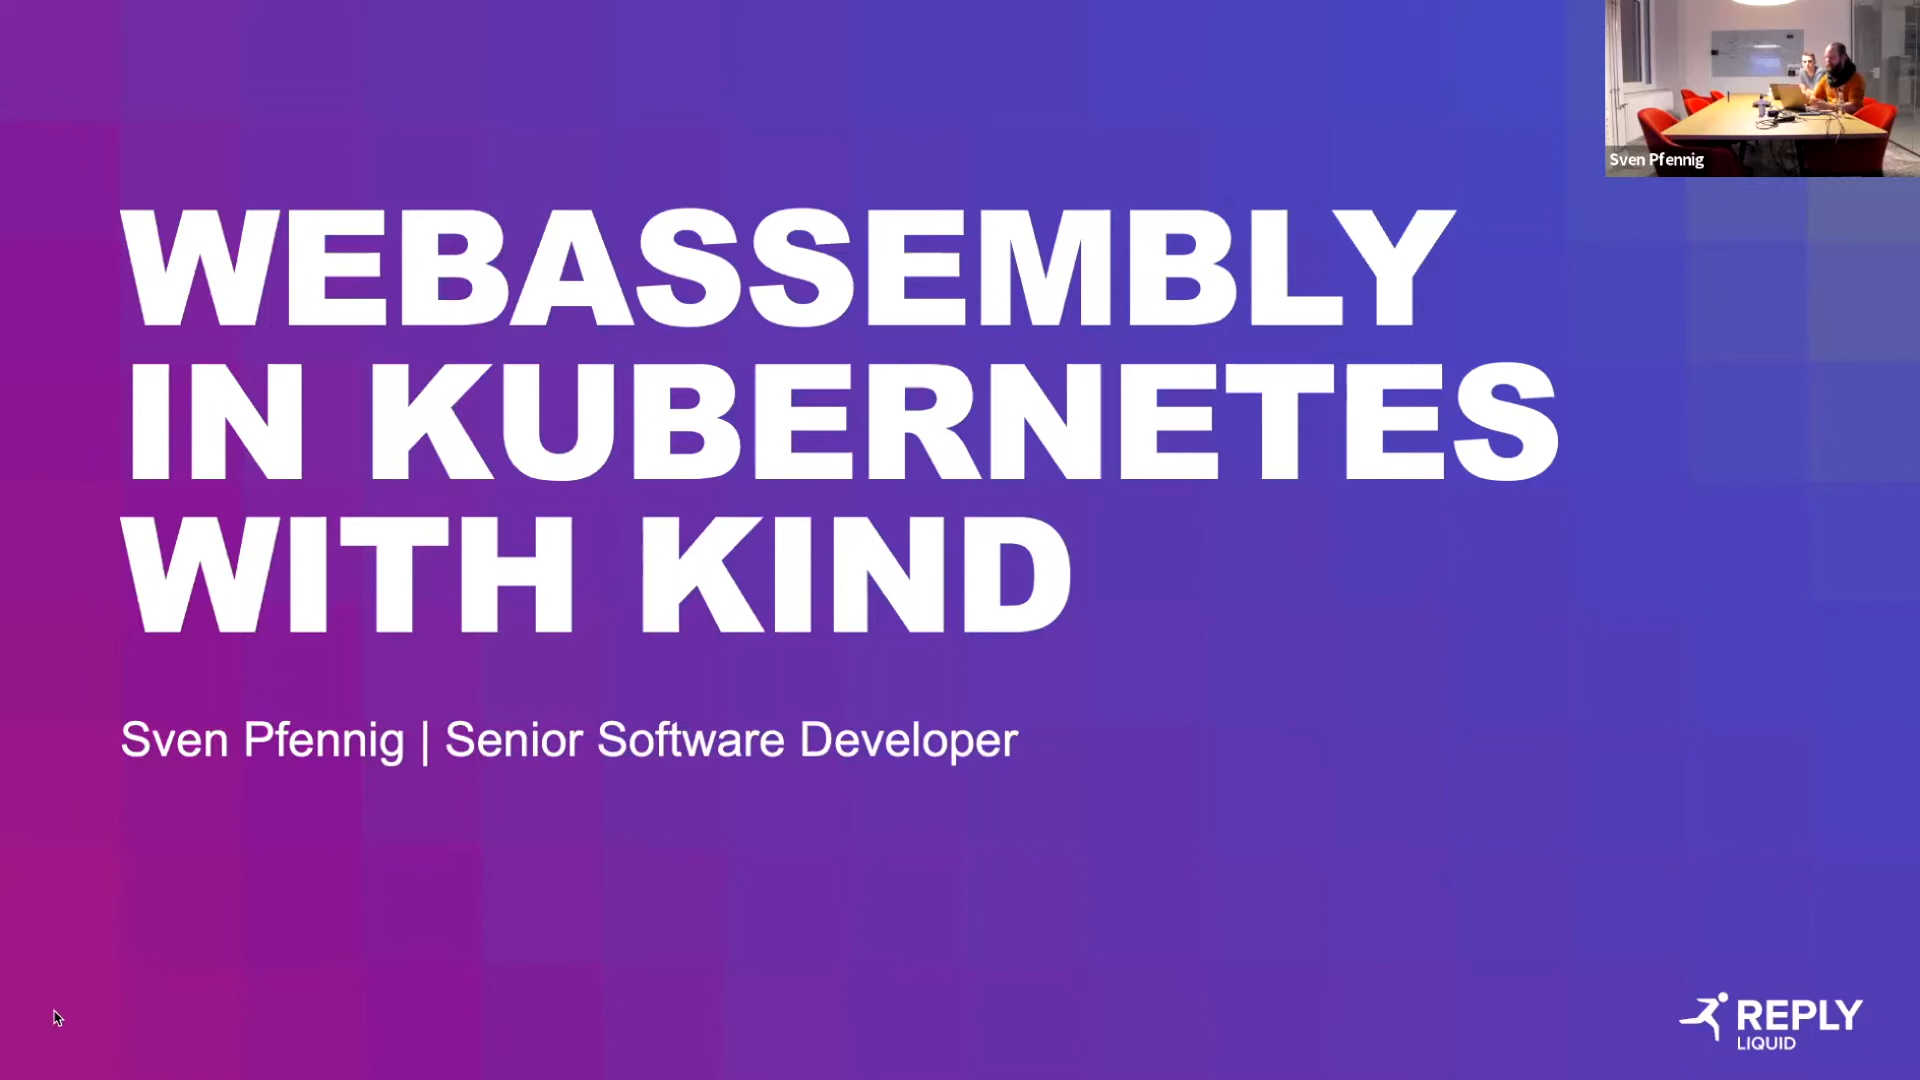 WEBASSEMBLY
IN KUBERNETES
WITH KIND
Sven Pfennig | Senior Software Developer
Sven Pfennig
REPLY
LIQUID